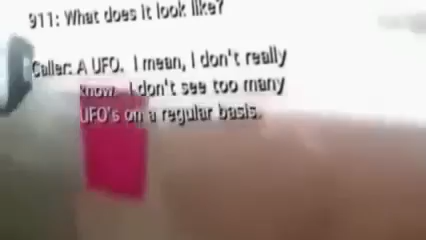 911: What does it look like?
Caller: A UFO. I mean, I don't really
know. I don't see too many
UFO's on a regular basis.